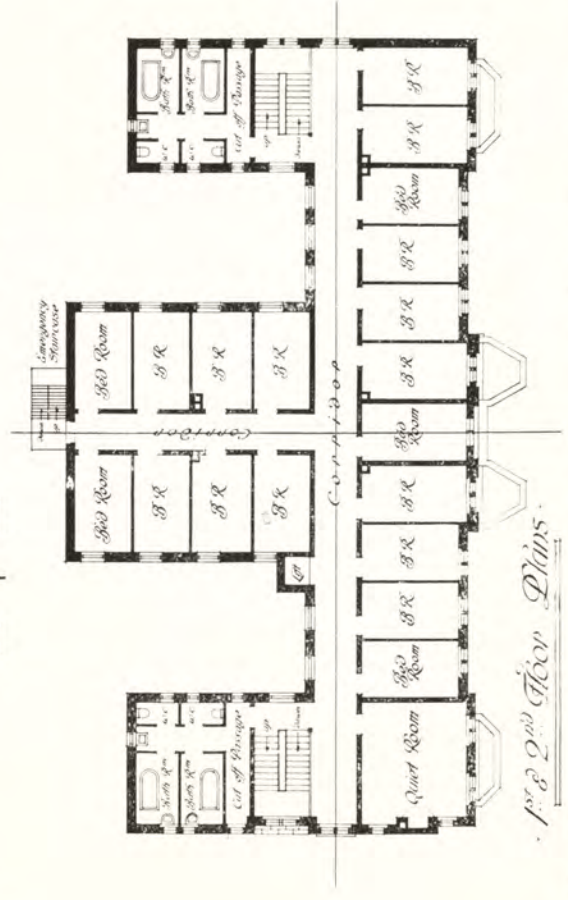 Emergency
Staircase
down
up
Bath Rm
W.C
Bed Room
Bed Room
W.C
Bath Rm
Bath Rm
W.C
B R
B R
W.C
Bath Rm
Cut off Passage
B R
B R
Cut off Passage
up
down
Lift
B R
Corridor
B R
up
down
Corridor
Quiet Room
Bed
Room
B R
B R
B R
Bed
Room
B R
B R
B R
Bed
Room
B R
B R
· 1st & 2nd Floor Plans ·